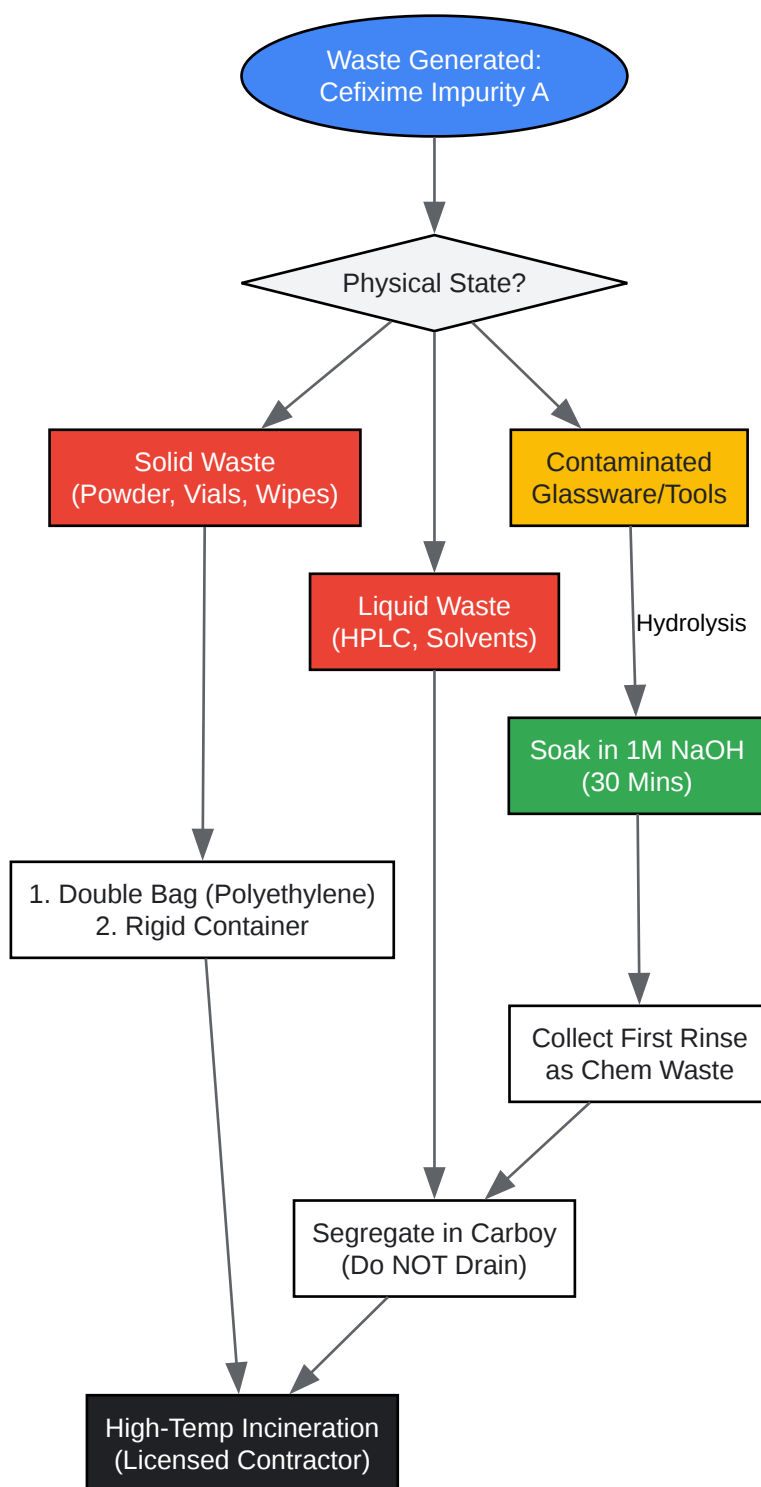 Waste Generated:
Cefixime Impurity A
Physical State?
Solid Waste
(Powder, Vials, Wipes)
Contaminated
Glassware/Tools
Liquid Waste
(HPLC, Solvents)
Hydrolysis
Soak in 1M NaOH
(30 Mins)
1. Double Bag (Polyethylene)
2. Rigid Container
Collect First Rinse
as Chem Waste
Segregate in Carboy
(Do NOT Drain)
High-Temp Incineration
(Licensed Contractor)